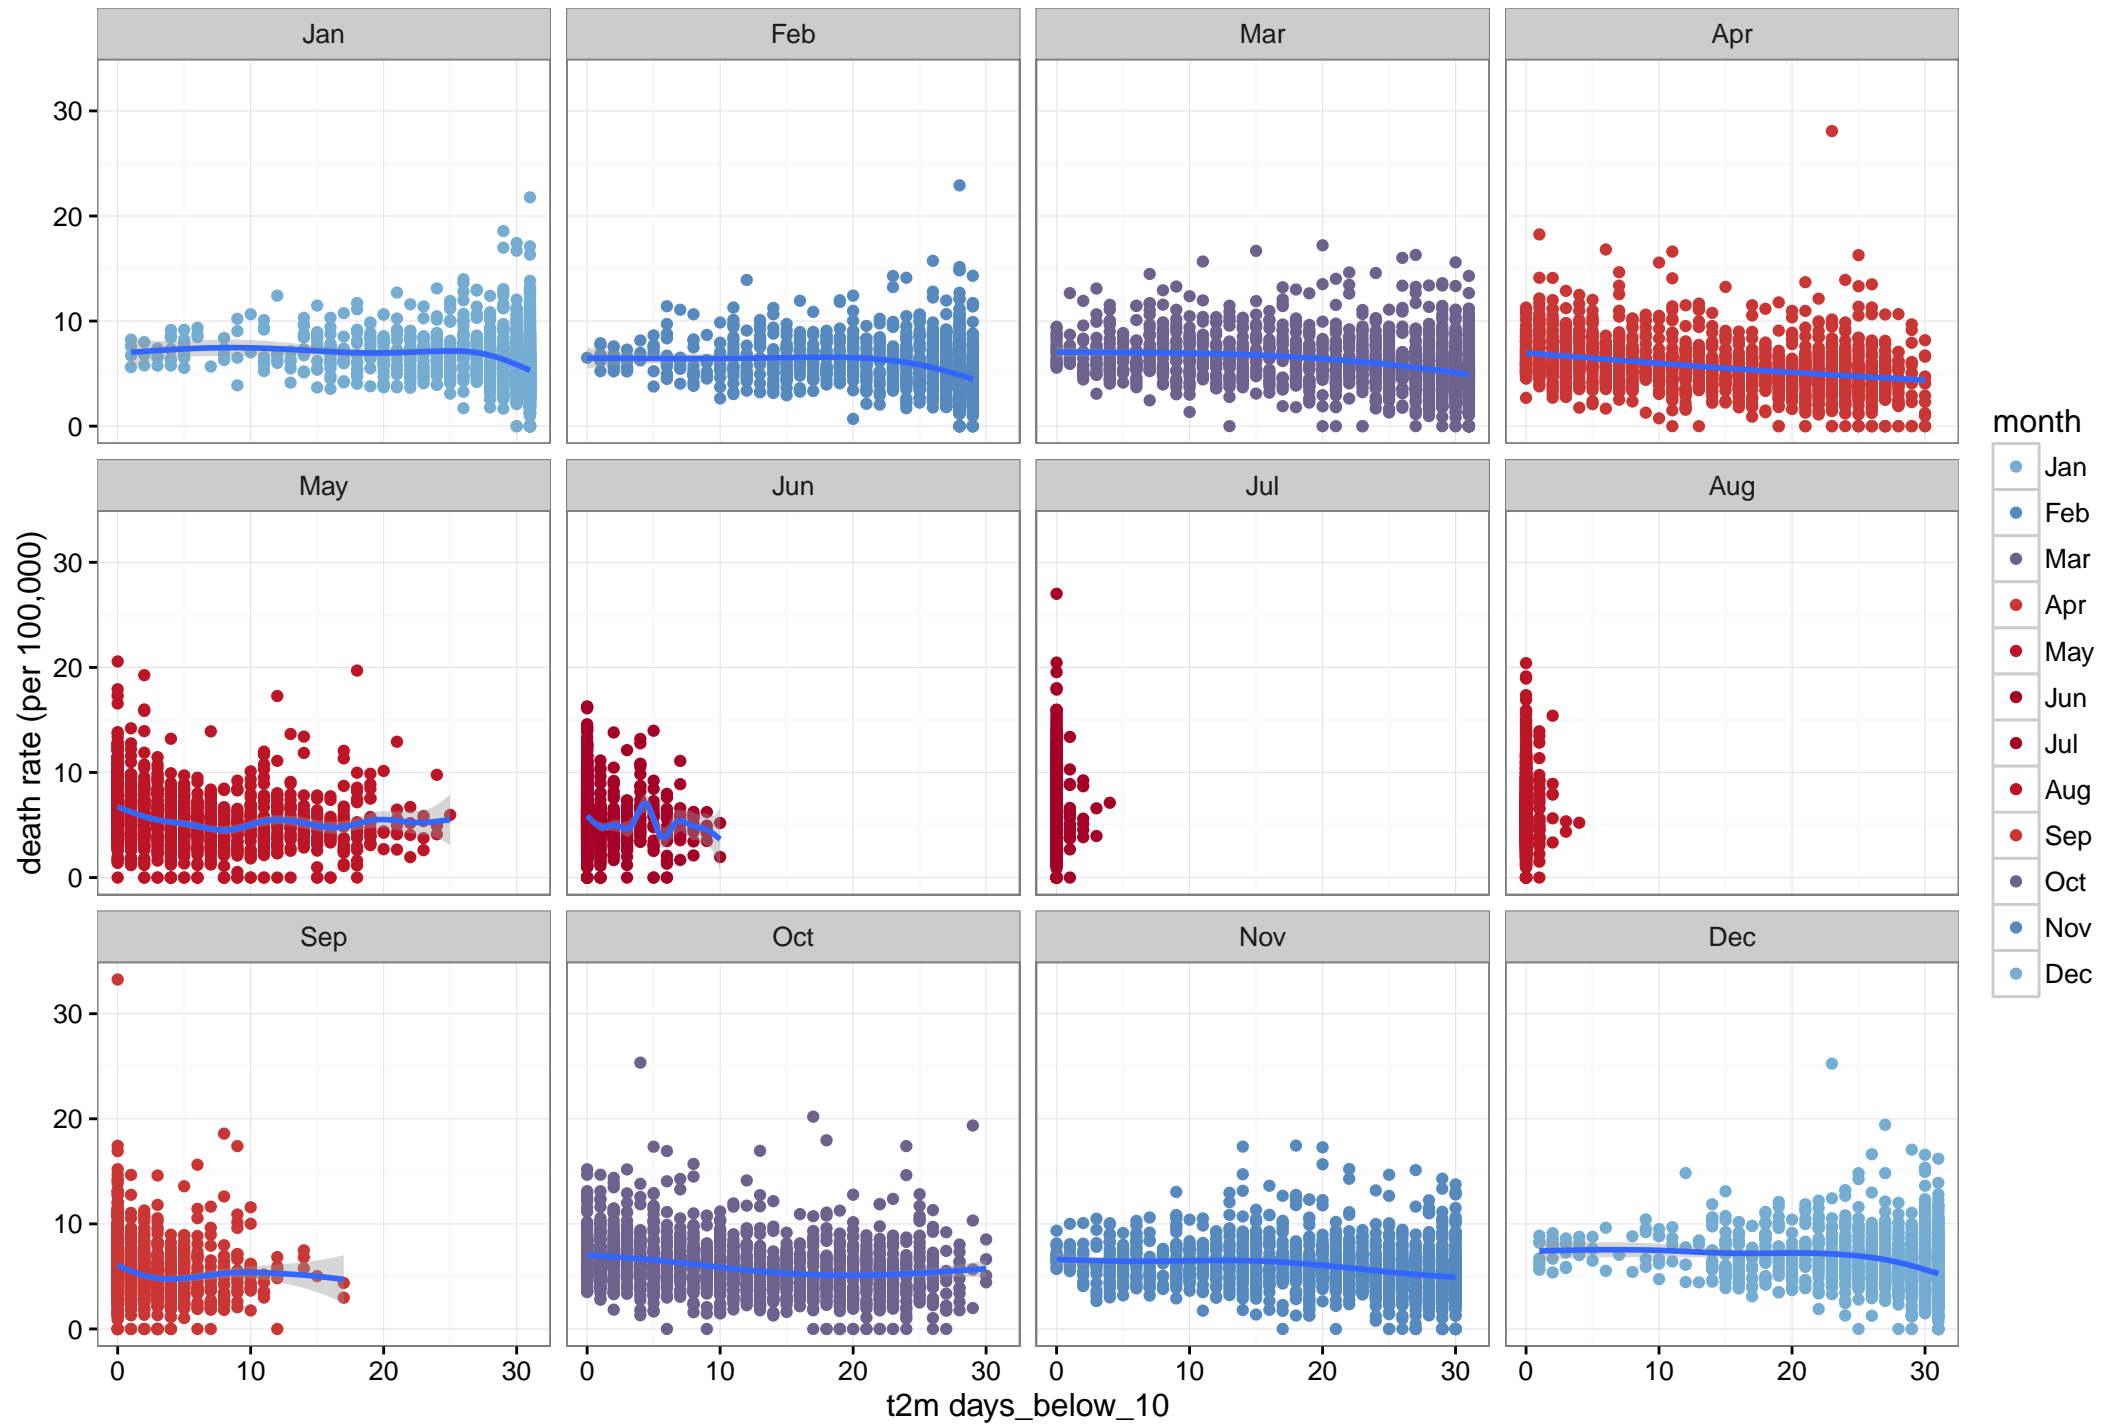 Jan Feb Mar Apr
30
20
10
0
May Jun Jul Aug
30
20
10
0
Sep Oct Nov Dec
30
20
10
0
0 10 20 30 0 10 20 30 0 10 20 30 0 10 20 30
t2m days_below_10
death rate (per 100,000)
month
Jan
Feb
Mar
Apr
May
Jun
Jul
Aug
Sep
Oct
Nov
Dec